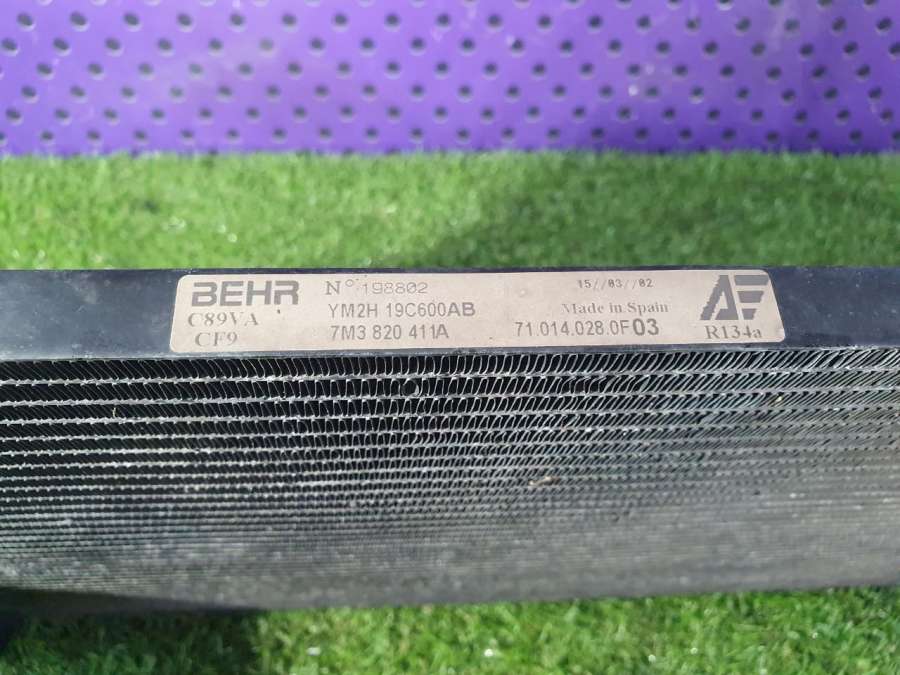 BEHR
C89VA
CF9
N° 198802
YM2H 19C600AB
7M3 820 411A
15//03//02
Made in Spain
71.014.028.0F03
AF
R134a